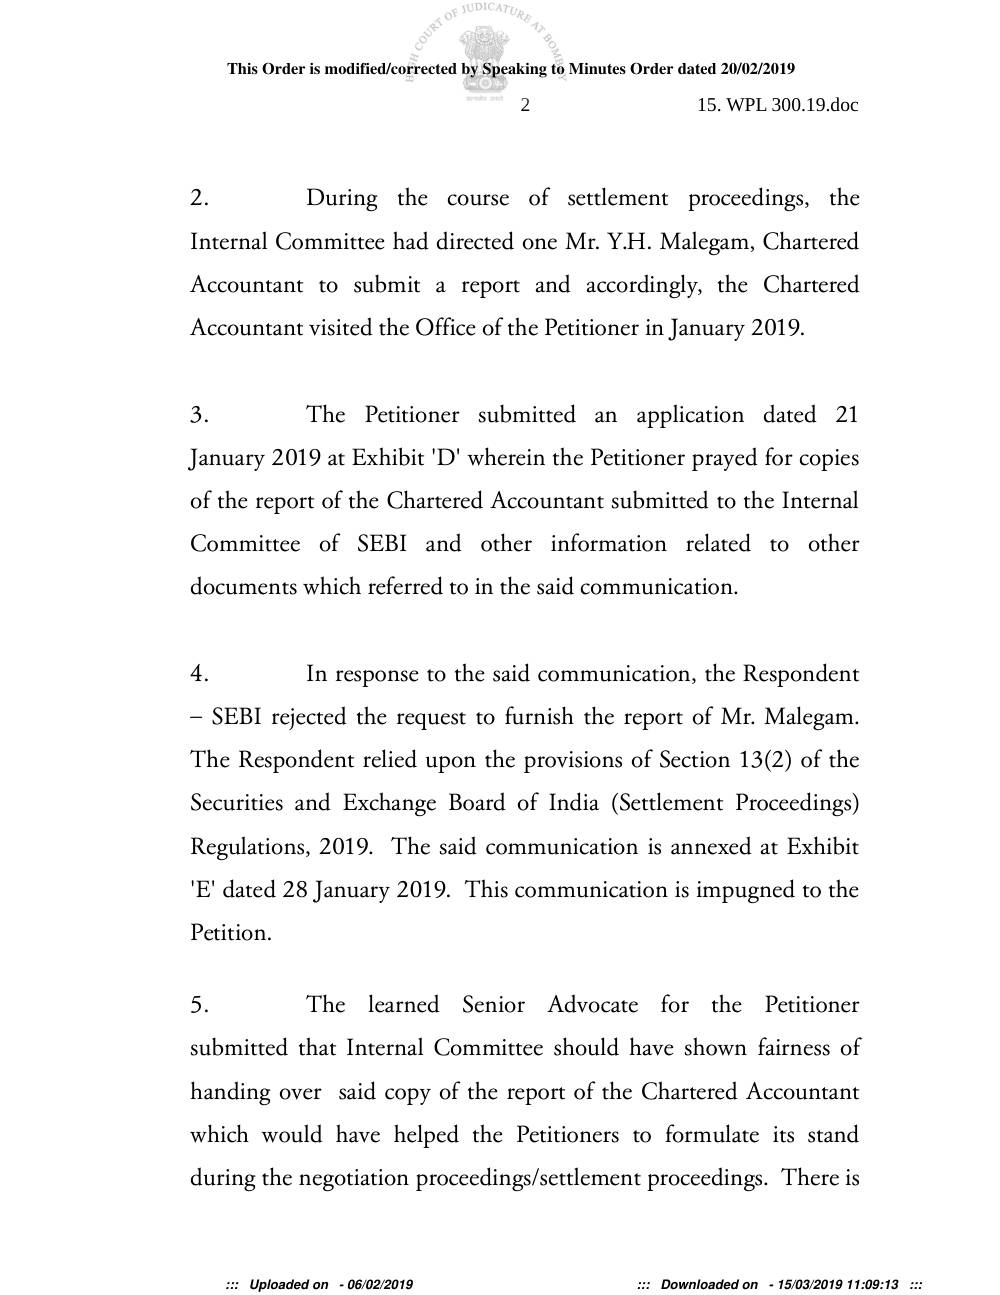 HIGH COURT OF JUDICATURE AT BOMBAY
This Order is modified/corrected by Speaking to Minutes Order dated 20/02/2019
2 15. WPL 300.19.doc
2. During the course of settlement proceedings, the
Internal Committee had directed one Mr. Y.H. Malegam, Chartered
Accountant to submit a report and accordingly, the Chartered
Accountant visited the Office of the Petitioner in January 2019.
3. The Petitioner submitted an application dated 21
January 2019 at Exhibit 'D' wherein the Petitioner prayed for copies
of the report of the Chartered Accountant submitted to the Internal
Committee of SEBI and other information related to other
documents which referred to in the said communication.
4. In response to the said communication, the Respondent
– SEBI rejected the request to furnish the report of Mr. Malegam.
The Respondent relied upon the provisions of Section 13(2) of the
Securities and Exchange Board of India (Settlement Proceedings)
Regulations, 2019. The said communication is annexed at Exhibit
'E' dated 28 January 2019. This communication is impugned to the
Petition.
5. The learned Senior Advocate for the Petitioner
submitted that Internal Committee should have shown fairness of
handing over said copy of the report of the Chartered Accountant
which would have helped the Petitioners to formulate its stand
during the negotiation proceedings/settlement proceedings. There is
::: Uploaded on - 06/02/2019 ::: Downloaded on - 15/03/2019 11:09:13 :::